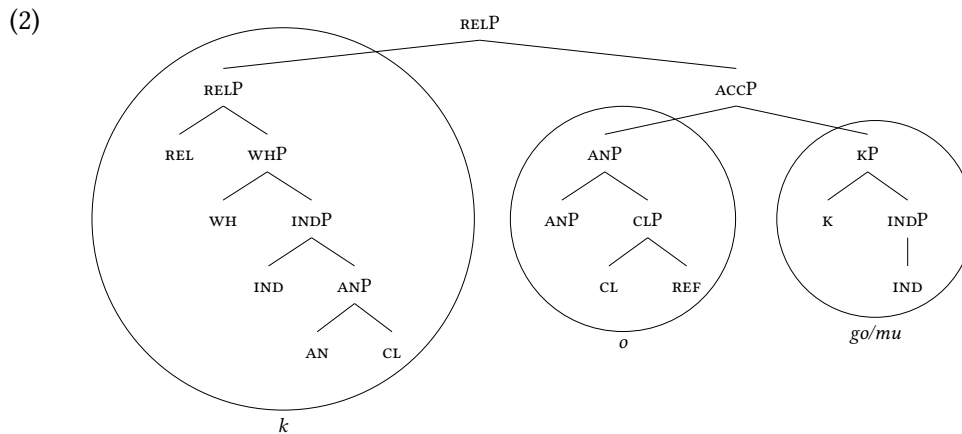 (2)
RELP
RELP ACCP
REL WHP ANP KP
WH INDP ANP CLP K INDP
IND ANP CL REF IND
AN CL
o go/mu
k